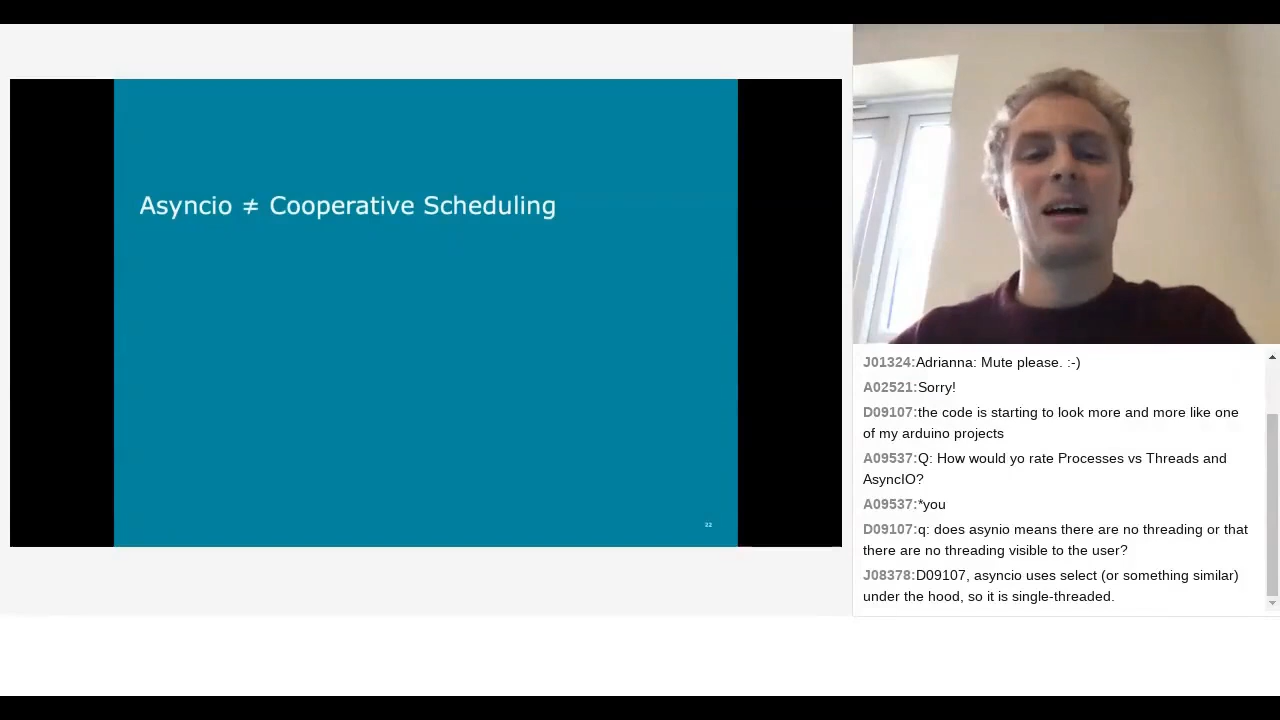 Asyncio ≠ Cooperative Scheduling
22
J01324:Adrianna: Mute please. :-)
A02521:Sorry!
D09107:the code is starting to look more and more like one
of my arduino projects
A09537:Q: How would yo rate Processes vs Threads and
AsyncIO?
A09537:*you
D09107:q: does asynio means there are no threading or that
there are no threading visible to the user?
J08378:D09107, asyncio uses select (or something similar)
under the hood, so it is single-threaded.